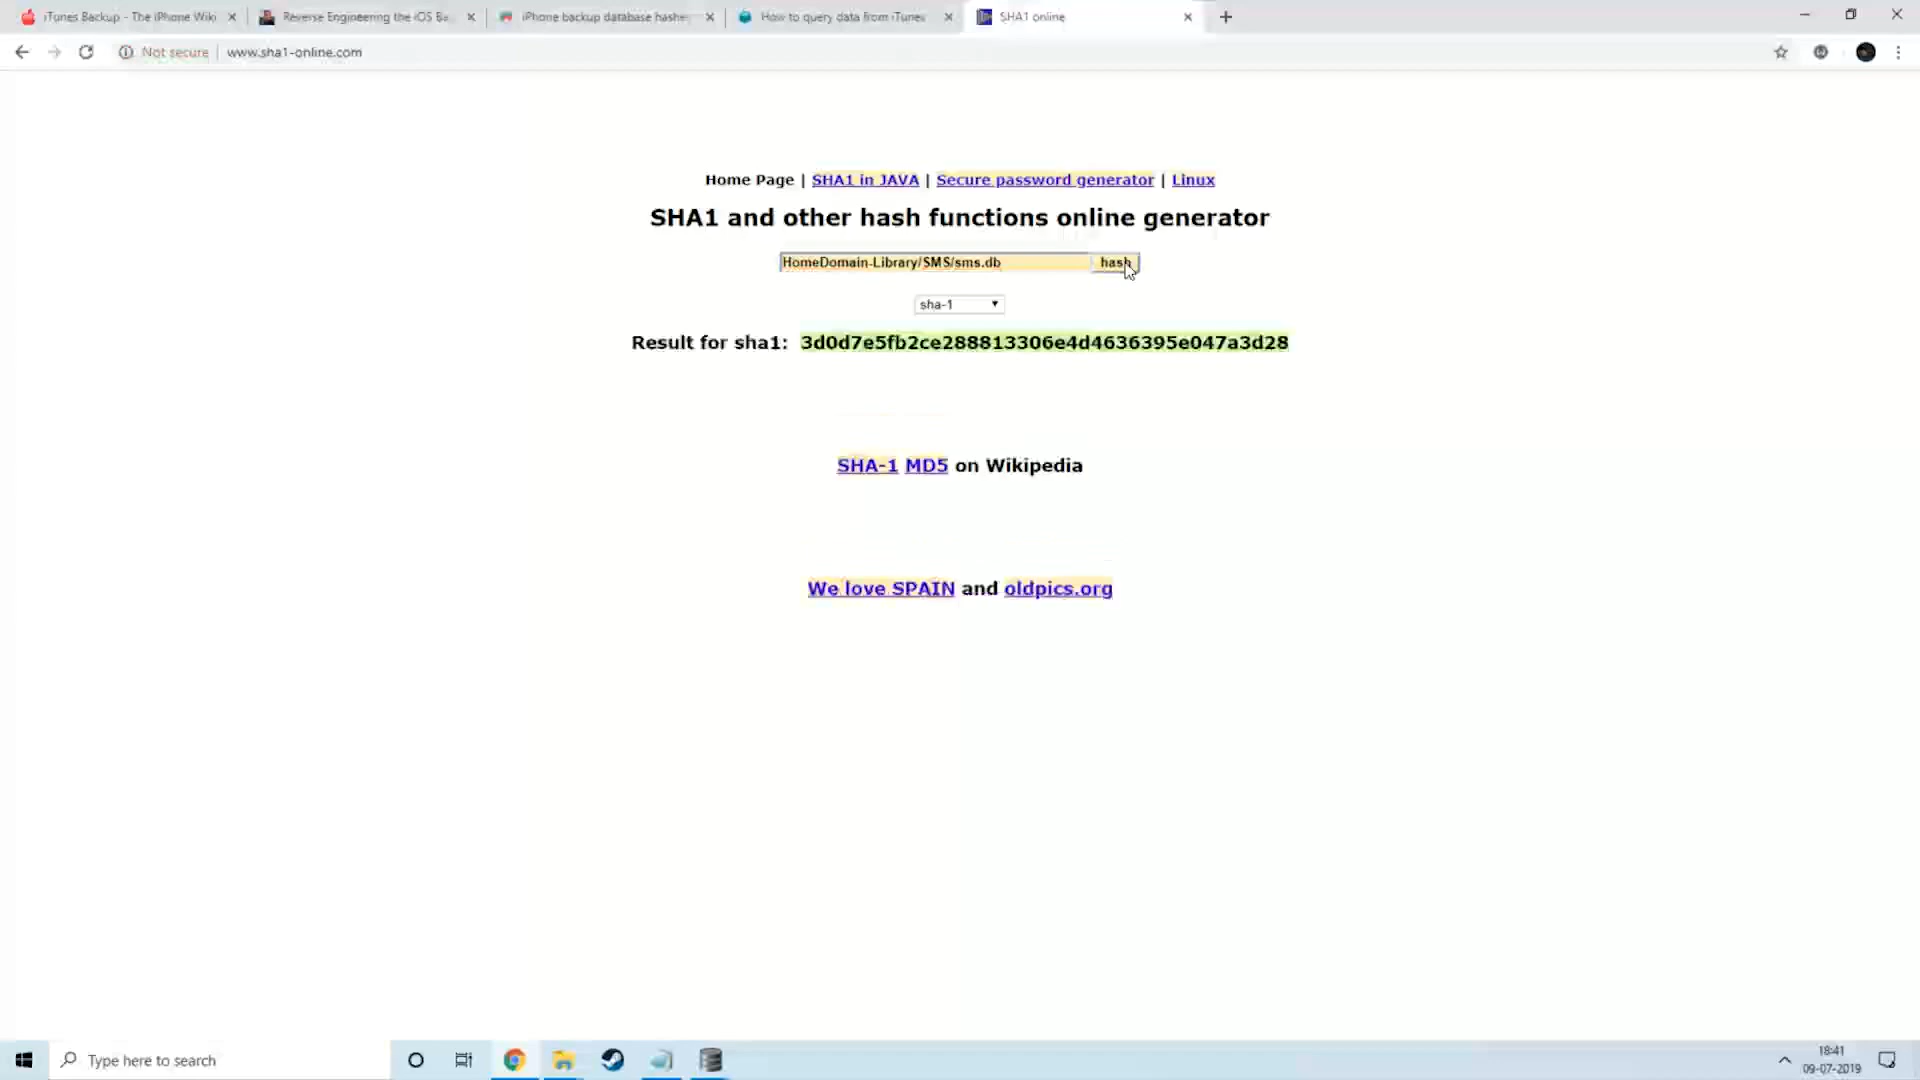 iTunes Backup - The iPhone Wiki
Reverse Engineering the iOS Ba
iPhone backup database hashe
How to query data from iTunes
SHA1 online
Not secure
www.sha1-online.com
Home Page | SHA1 in JAVA | Secure password generator | Linux
SHA1 and other hash functions online generator
HomeDomain-Library/SMS/sms.db
hash
sha-1
Result for sha1: 3d0d7e5fb2ce288813306e4d4636395e047a3d28
SHA-1 MD5 on Wikipedia
We love SPAIN and oldpics.org
Type here to search
18:41
09-07-2019